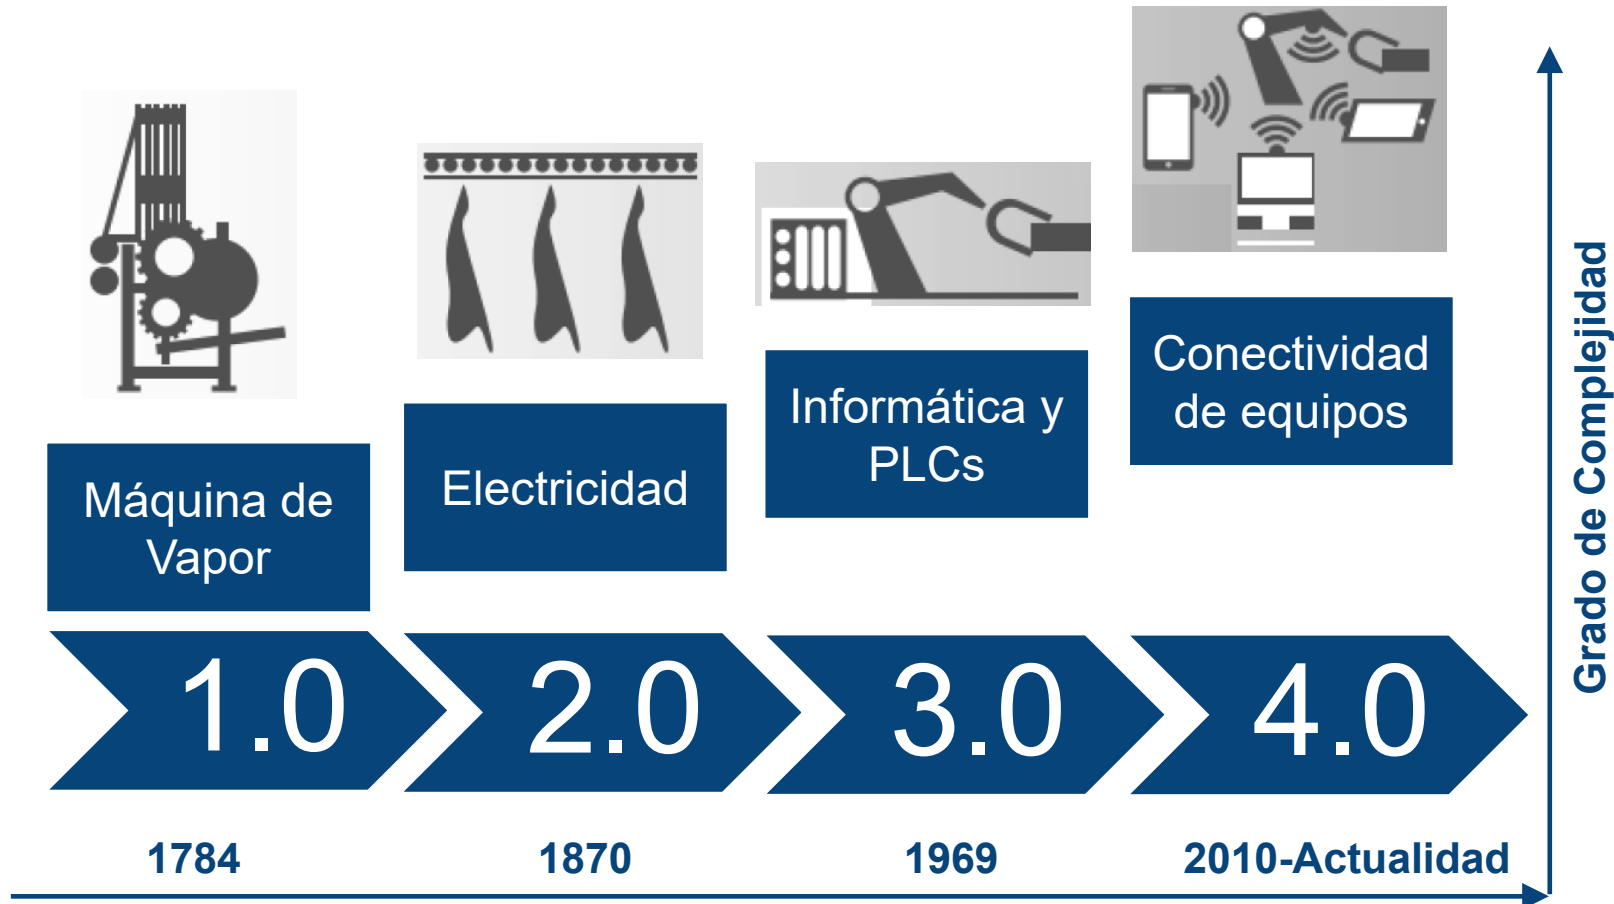 Máquina de
Vapor
Electricidad
Informática y
PLCs
Conectividad
de equipos
1.0
2.0
3.0
4.0
1784
1870
1969
2010-Actualidad
Grado de Complejidad